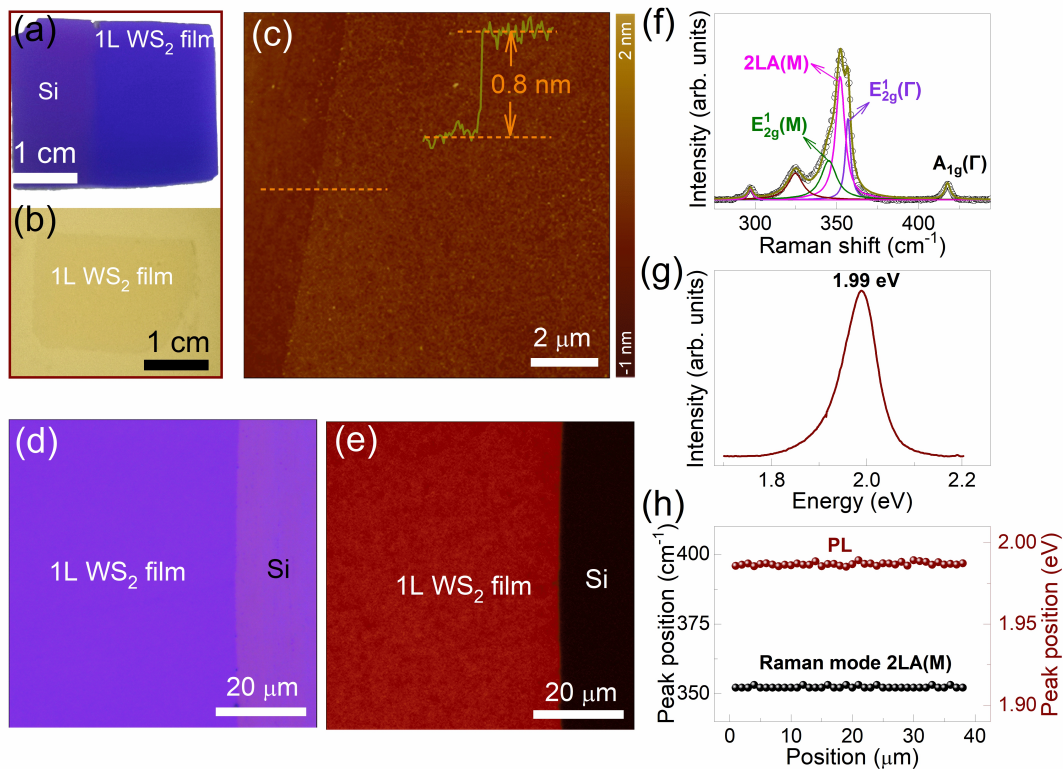 (a)
1L WS₂ film
Si
1 cm
(b)
1L WS₂ film
1 cm
(c)
0.8 nm
2 μm
2 nm
-1 nm
(d)
1L WS₂ film
Si
20 μm
(e)
1L WS₂ film
Si
20 μm
(f)
Intensity (arb. units)
2LA(M)
E¹₂g(Γ)
E¹₂g(M)
A₁g(Γ)
300 350 400
Raman shift (cm⁻¹)
(g)
Intensity (arb. units)
1.99 eV
1.8 2.0 2.2
Energy (eV)
(h)
Peak position (cm⁻¹)
400
375
350
PL
Raman mode 2LA(M)
2.00
1.95
1.90
Peak position (eV)
0 10 20 30 40
Position (μm)